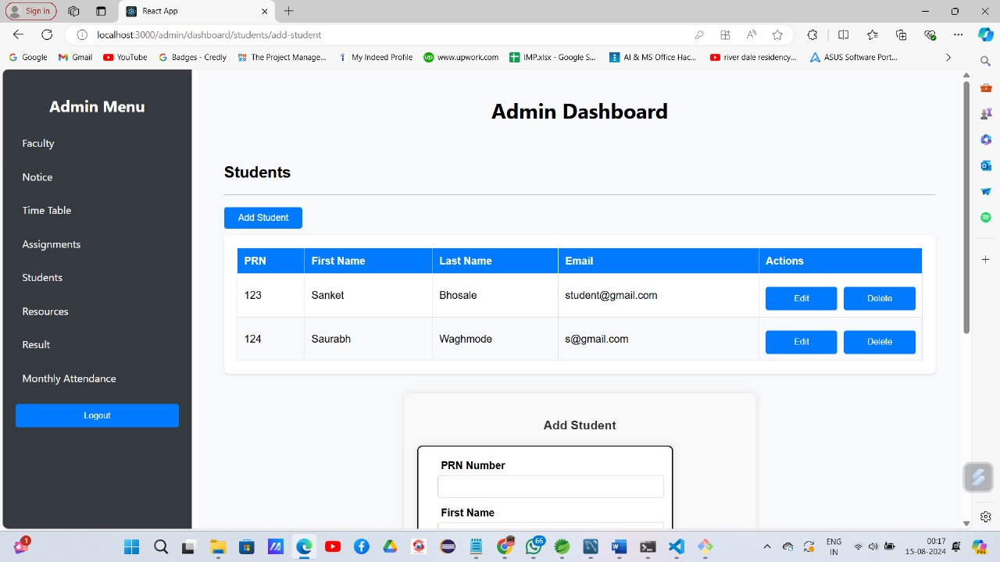 Sign in
React App
localhost:3000/admin/dashboard/students/add-student
Google Gmail YouTube Badges - Credly The Project Manage... My Indeed Profile www.upwork.com IMP.xlsx - Google S... AI & MS Office Hac... river dale residency,... ASUS Software Port...
Admin Menu
Faculty
Notice
Time Table
Assignments
Students
Resources
Result
Monthly Attendance
Logout
Admin Dashboard
Students
Add Student
PRN First Name Last Name Email Actions
123 Sanket Bhosale student@gmail.com Edit Delete
124 Saurabh Waghmode s@gmail.com Edit Delete
Add Student
PRN Number
First Name
1
66
ENG
IN
00:17
15-08-2024
PRE